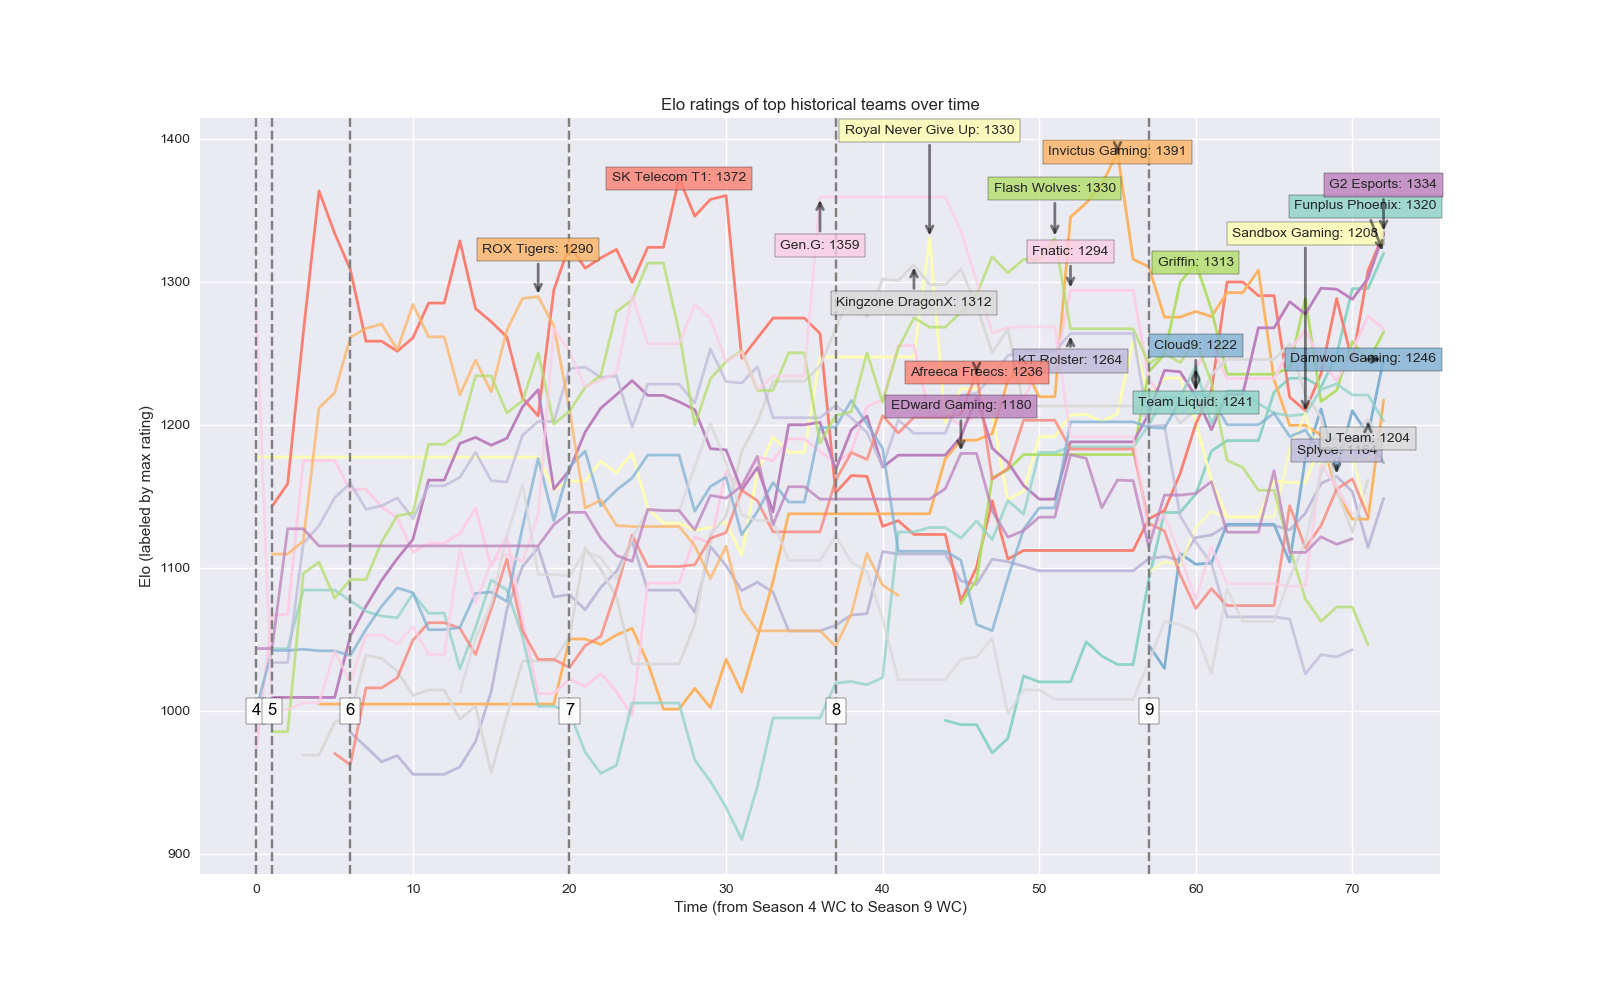 Elo ratings of top historical teams over time
Royal Never Give Up: 1330
Invictus Gaming: 1391
SK Telecom T1: 1372
Flash Wolves: 1330
G2 Esports: 1334
Funplus Phoenix: 1320
Sandbox Gaming: 1208
ROX Tigers: 1290
Gen.G: 1359
Fnatic: 1294
Griffin: 1313
Kingzone DragonX: 1312
Cloud9: 1222
KT Rolster: 1264
Damwon Gaming: 1246
Afreeca Freecs: 1236
Team Liquid: 1241
EDward Gaming: 1180
J Team: 1204
Splyce: 1164
4
5
6
7
8
9
1400
1300
1200
1100
1000
900
Elo (labeled by max rating)
0 10 20 30 40 50 60 70
Time (from Season 4 WC to Season 9 WC)